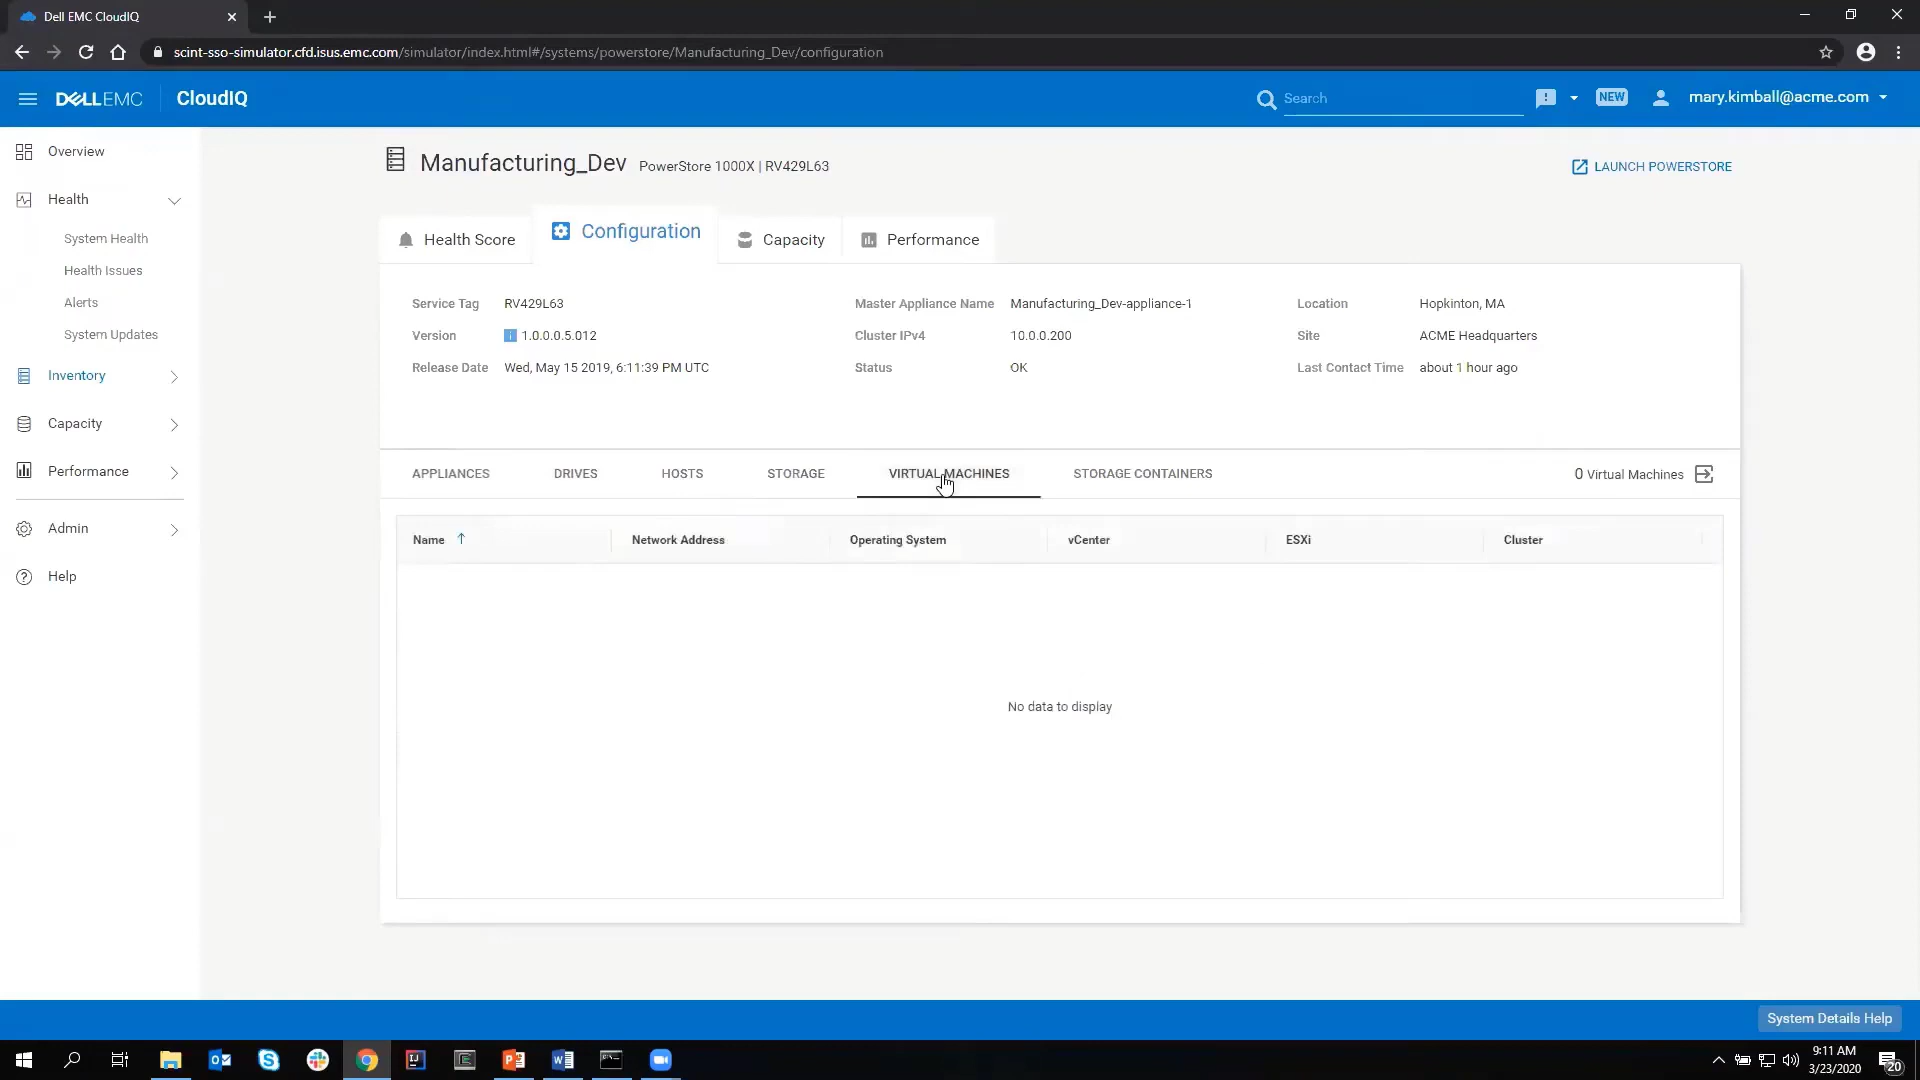 Dell EMC CloudIQ
scint-sso-simulator.cfd.isus.emc.com/simulator/index.html#/systems/powerstore/Manufacturing_Dev/configuration
DELLEMC CloudIQ Search NEW mary.kimball@acme.com
Overview
Health
System Health
Health Issues
Alerts
System Updates
Inventory
Capacity
Performance
Admin
Help
Manufacturing_Dev PowerStore 1000X | RV429L63 LAUNCH POWERSTORE
Health Score Configuration Capacity Performance
Service Tag RV429L63 Master Appliance Name Manufacturing_Dev-appliance-1 Location Hopkinton, MA
Version 1.0.0.0.5.012 Cluster IPv4 10.0.0.200 Site ACME Headquarters
Release Date Wed, May 15 2019, 6:11:39 PM UTC Status OK Last Contact Time about 1 hour ago
APPLIANCES DRIVES HOSTS STORAGE VIRTUAL MACHINES STORAGE CONTAINERS 0 Virtual Machines
Name Network Address Operating System vCenter ESXi Cluster
No data to display
System Details Help
9:11 AM
3/23/2020
20